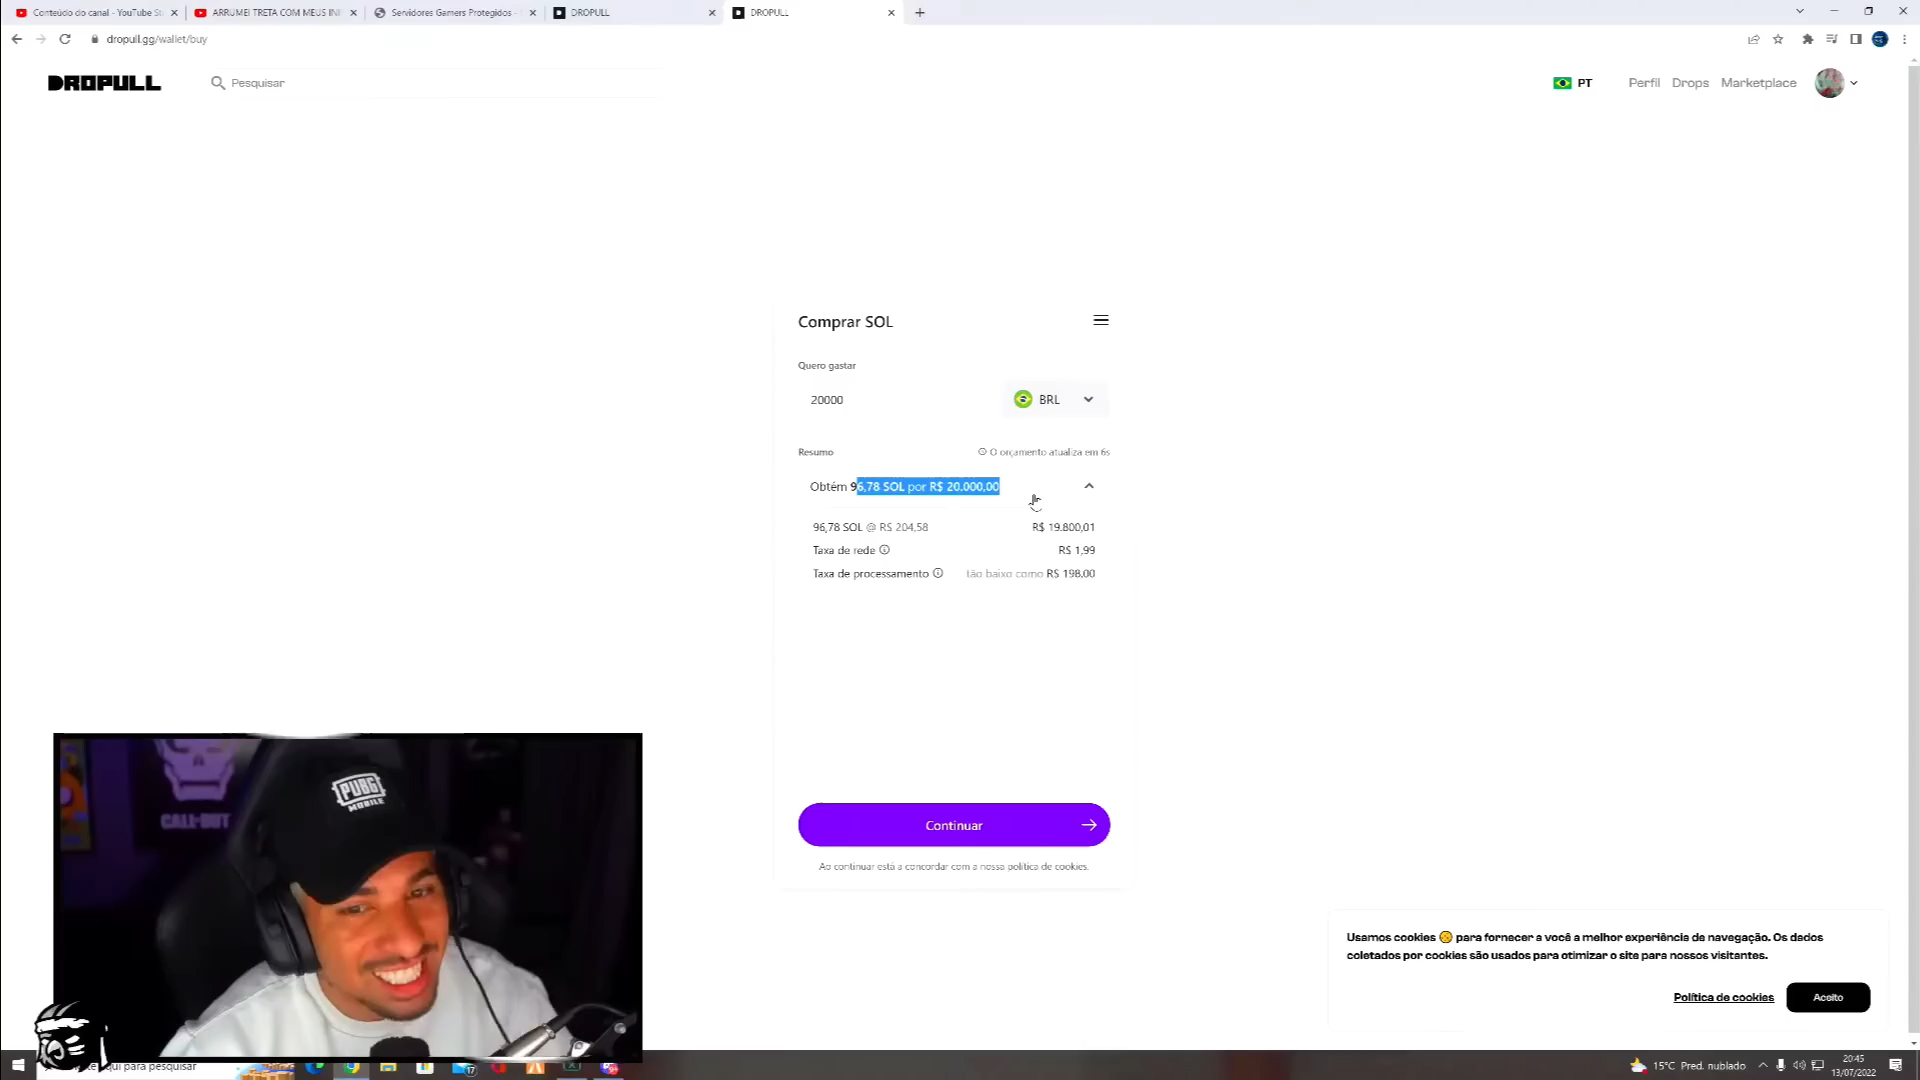 Conteúdo do canal - YouTube St
ARRUMEI TRETA COM MEUS INI
Servidores Gamers Protegidos -
DROPULL
DROPULL
dropull.gg/wallet/buy
DROPULL
Pesquisar
PT
Perfil
Drops
Marketplace
Comprar SOL
Quero gastar
20000
BRL
Resumo
O orçamento atualiza em 6s
Obtém 96,78 SOL por R$ 20.000,00
96,78 SOL @ R$ 204,58
R$ 19.800,01
Taxa de rede
R$ 1,99
Taxa de processamento
tão baixo como R$ 198,00
Continuar
Ao continuar está a concordar com a nossa política de cookies.
PUBG
MOBILE
CALL OF DUT
Usamos cookies para fornecer a você a melhor experiência de navegação. Os dados
coletados por cookies são usados para otimizar o site para nossos visitantes.
Política de cookies
Aceito
qui para pesquisar
17
15°C Pred. nublado
20:45
13/07/2022